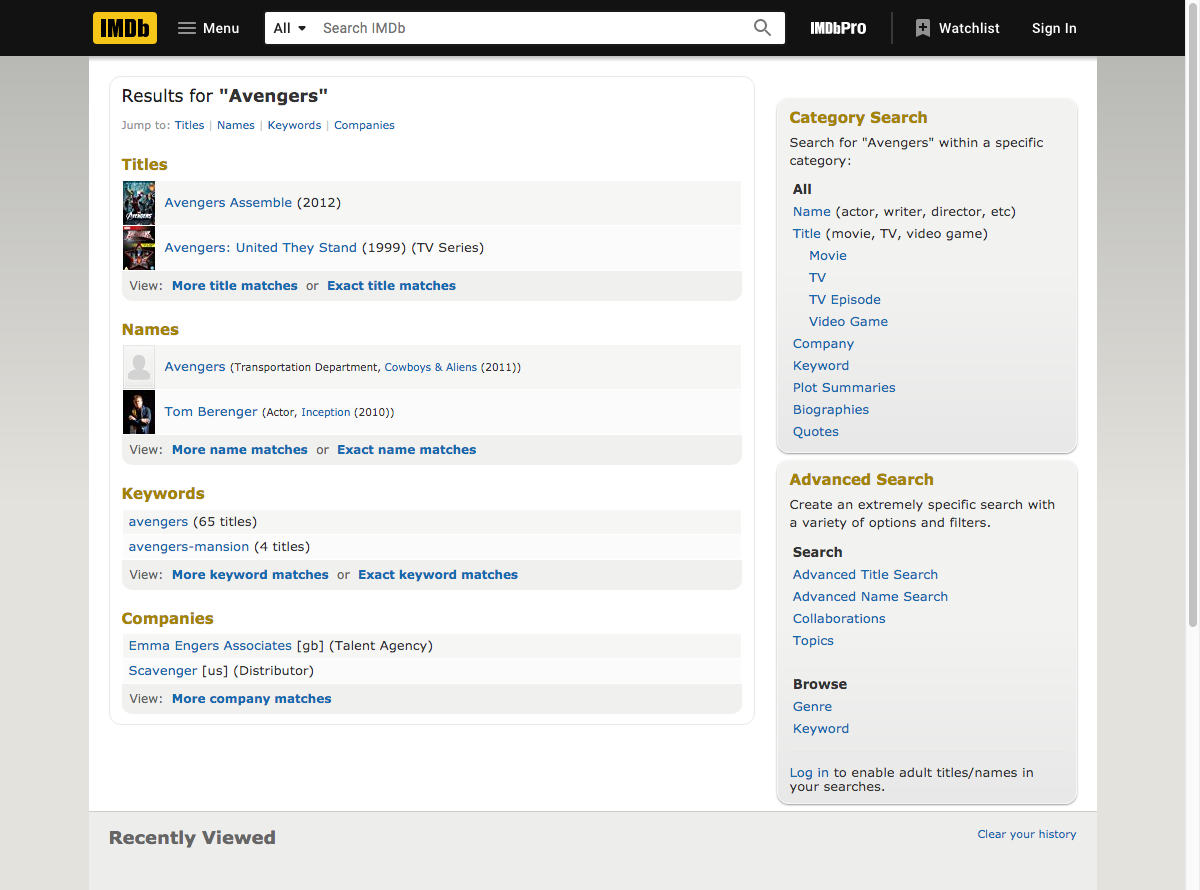 IMDb Menu All Search IMDb IMDbPro Watchlist Sign In
Results for "Avengers"
Jump to: Titles | Names | Keywords | Companies
Titles
Avengers Assemble (2012)
Avengers: United They Stand (1999) (TV Series)
View: More title matches or Exact title matches
Names
Avengers (Transportation Department, Cowboys & Aliens (2011))
Tom Berenger (Actor, Inception (2010))
View: More name matches or Exact name matches
Keywords
avengers (65 titles)
avengers-mansion (4 titles)
View: More keyword matches or Exact keyword matches
Companies
Emma Engers Associates [gb] (Talent Agency)
Scavenger [us] (Distributor)
View: More company matches
Category Search
Search for "Avengers" within a specific
category:
All
Name (actor, writer, director, etc)
Title (movie, TV, video game)
Movie
TV
TV Episode
Video Game
Company
Keyword
Plot Summaries
Biographies
Quotes
Advanced Search
Create an extremely specific search with
a variety of options and filters.
Search
Advanced Title Search
Advanced Name Search
Collaborations
Topics
Browse
Genre
Keyword
Log in to enable adult titles/names in
your searches.
Recently Viewed
Clear your history